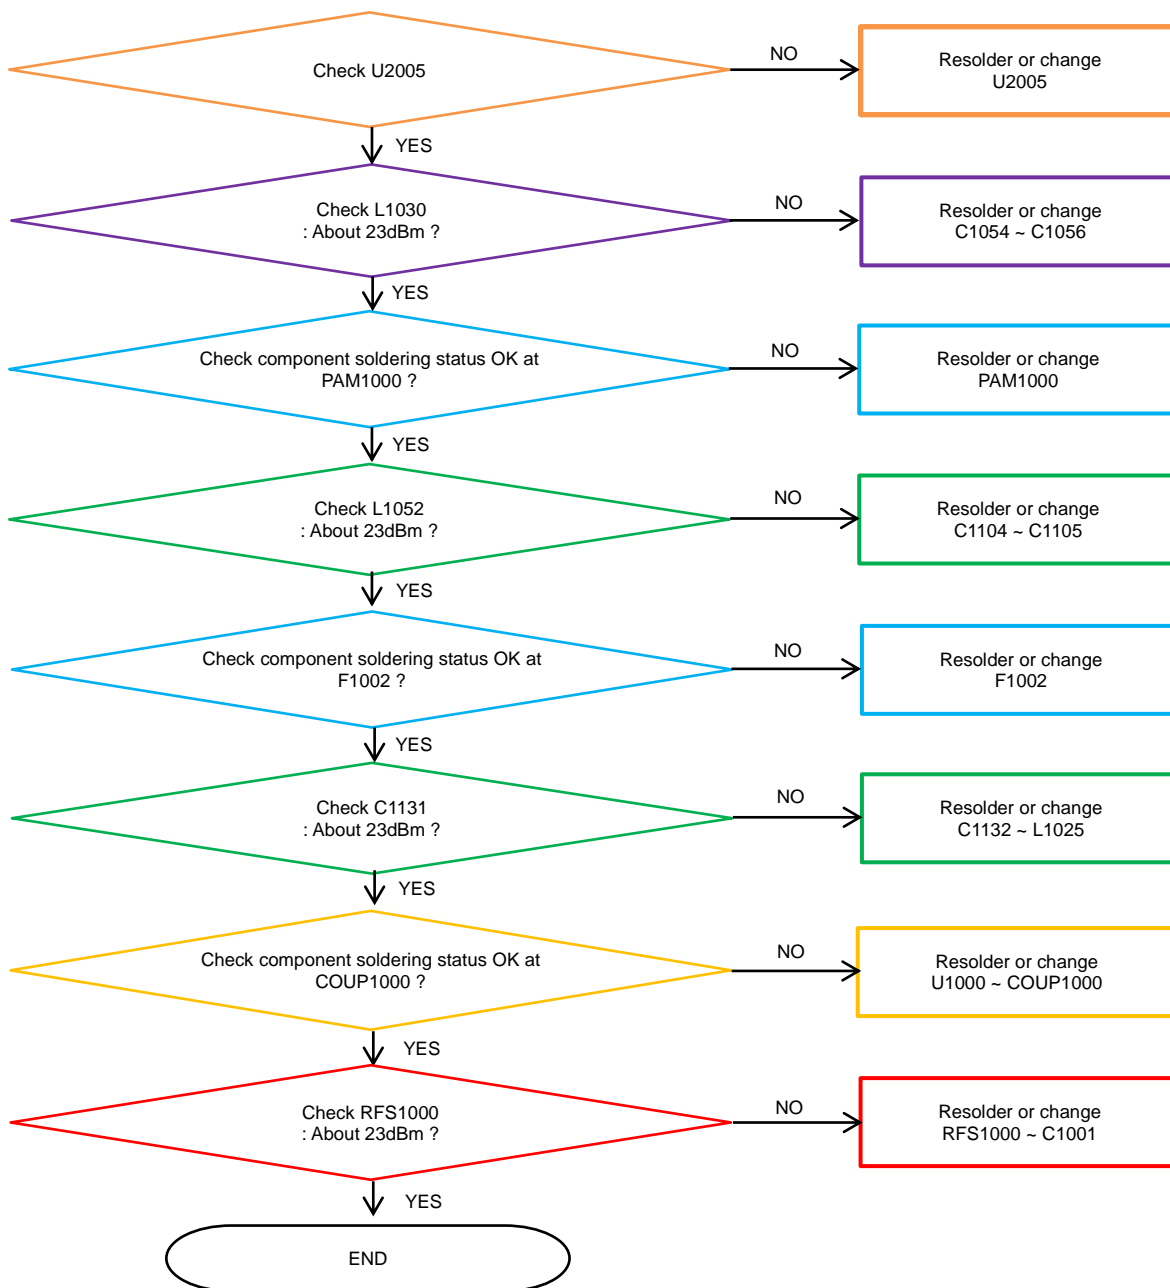 Check U2005
NO
Resolder or change
U2005
YES
Check L1030
: About 23dBm ?
NO
Resolder or change
C1054 ~ C1056
YES
Check component soldering status OK at
PAM1000 ?
NO
Resolder or change
PAM1000
YES
Check L1052
: About 23dBm ?
NO
Resolder or change
C1104 ~ C1105
YES
Check component soldering status OK at
F1002 ?
NO
Resolder or change
F1002
YES
Check C1131
: About 23dBm ?
NO
Resolder or change
C1132 ~ L1025
YES
Check component soldering status OK at
COUP1000 ?
NO
Resolder or change
U1000 ~ COUP1000
YES
Check RFS1000
: About 23dBm ?
NO
Resolder or change
RFS1000 ~ C1001
YES
END